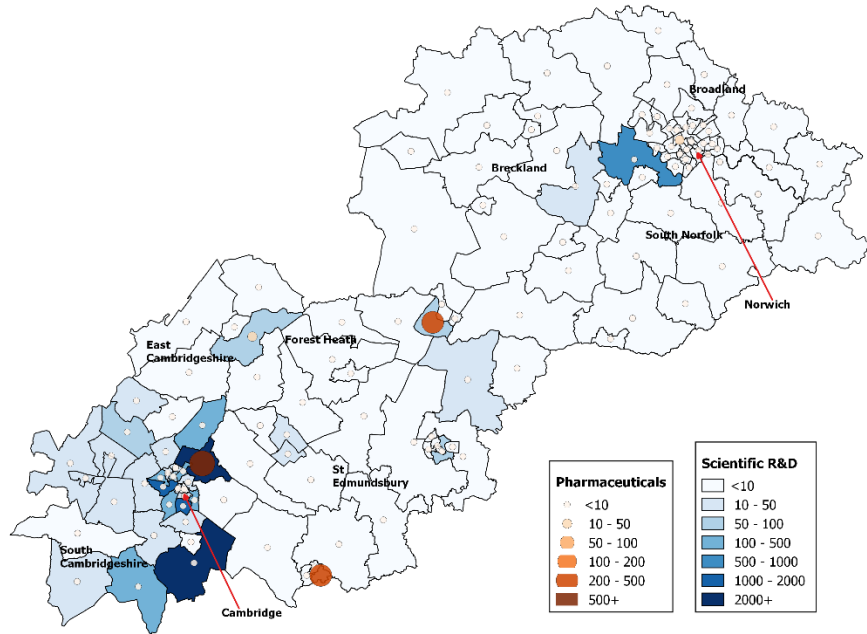 Broadland
Breckland
South Norfolk
Norwich
East
Cambridgeshire
Forest Heath
St
Edmundsbury
South
Cambridgeshire
Cambridge
Pharmaceuticals
<10
10 - 50
50 - 100
100 - 200
200 - 500
500+
Scientific R&D
<10
10 - 50
50 - 100
100 - 500
500 - 1000
1000 - 2000
2000+